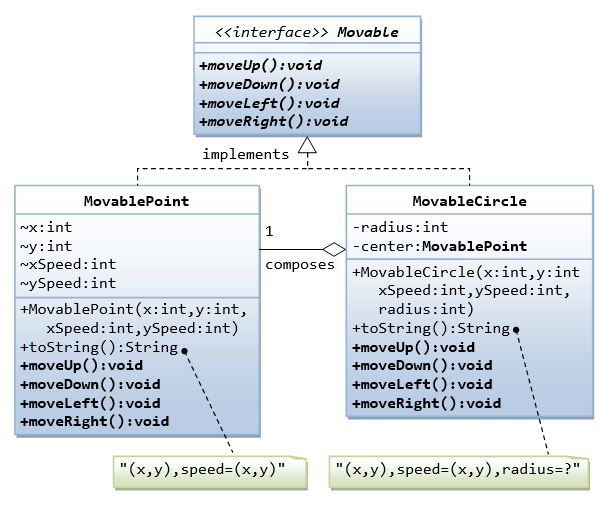 <<interface>> Movable
+moveUp():void
+moveDown():void
+moveLeft():void
+moveRight():void
implements
MovablePoint
~x:int
~y:int
~xSpeed:int
~ySpeed:int
+MovablePoint(x:int,y:int,
xSpeed:int,ySpeed:int)
+toString():String
+moveUp():void
+moveDown():void
+moveLeft():void
+moveRight():void
1
composes
MovableCircle
-radius:int
-center:MovablePoint
+MovableCircle(x:int,y:int
xSpeed:int,ySpeed:int,
radius:int)
+toString():String
+moveUp():void
+moveDown():void
+moveLeft():void
+moveRight():void
"(x,y),speed=(x,y)"
"(x,y),speed=(x,y),radius=?"